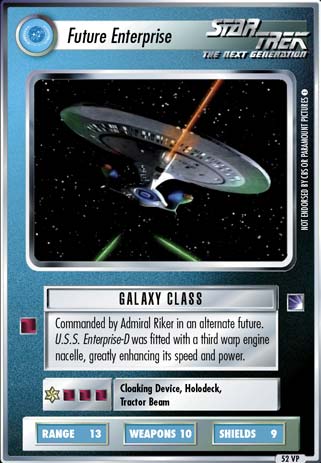 Future Enterprise
STAR TREK
THE NEXT GENERATION
NOT ENDORSED BY CBS OR PARAMOUNT PICTURES
GALAXY CLASS
Commanded by Admiral Riker in an alternate future.
U.S.S. Enterprise-D was fitted with a third warp engine
nacelle, greatly enhancing its speed and power.
Cloaking Device, Holodeck,
Tractor Beam
RANGE 13 WEAPONS 10 SHIELDS 9
52 VP